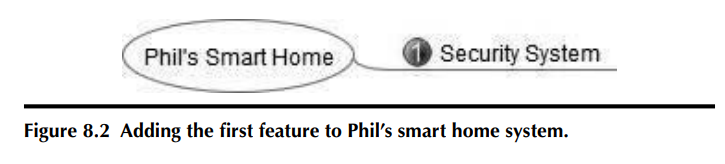 Phil's Smart Home
1 Security System
Figure 8.2 Adding the first feature to Phil’s smart home system.